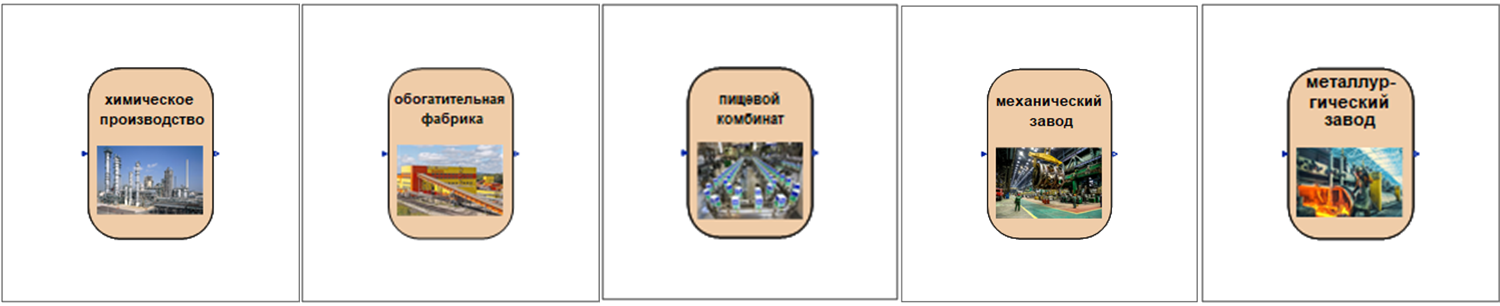 химическое
производство
обогатительная
фабрика
пищевой
комбинат
механический
завод
металлур-
гический
завод